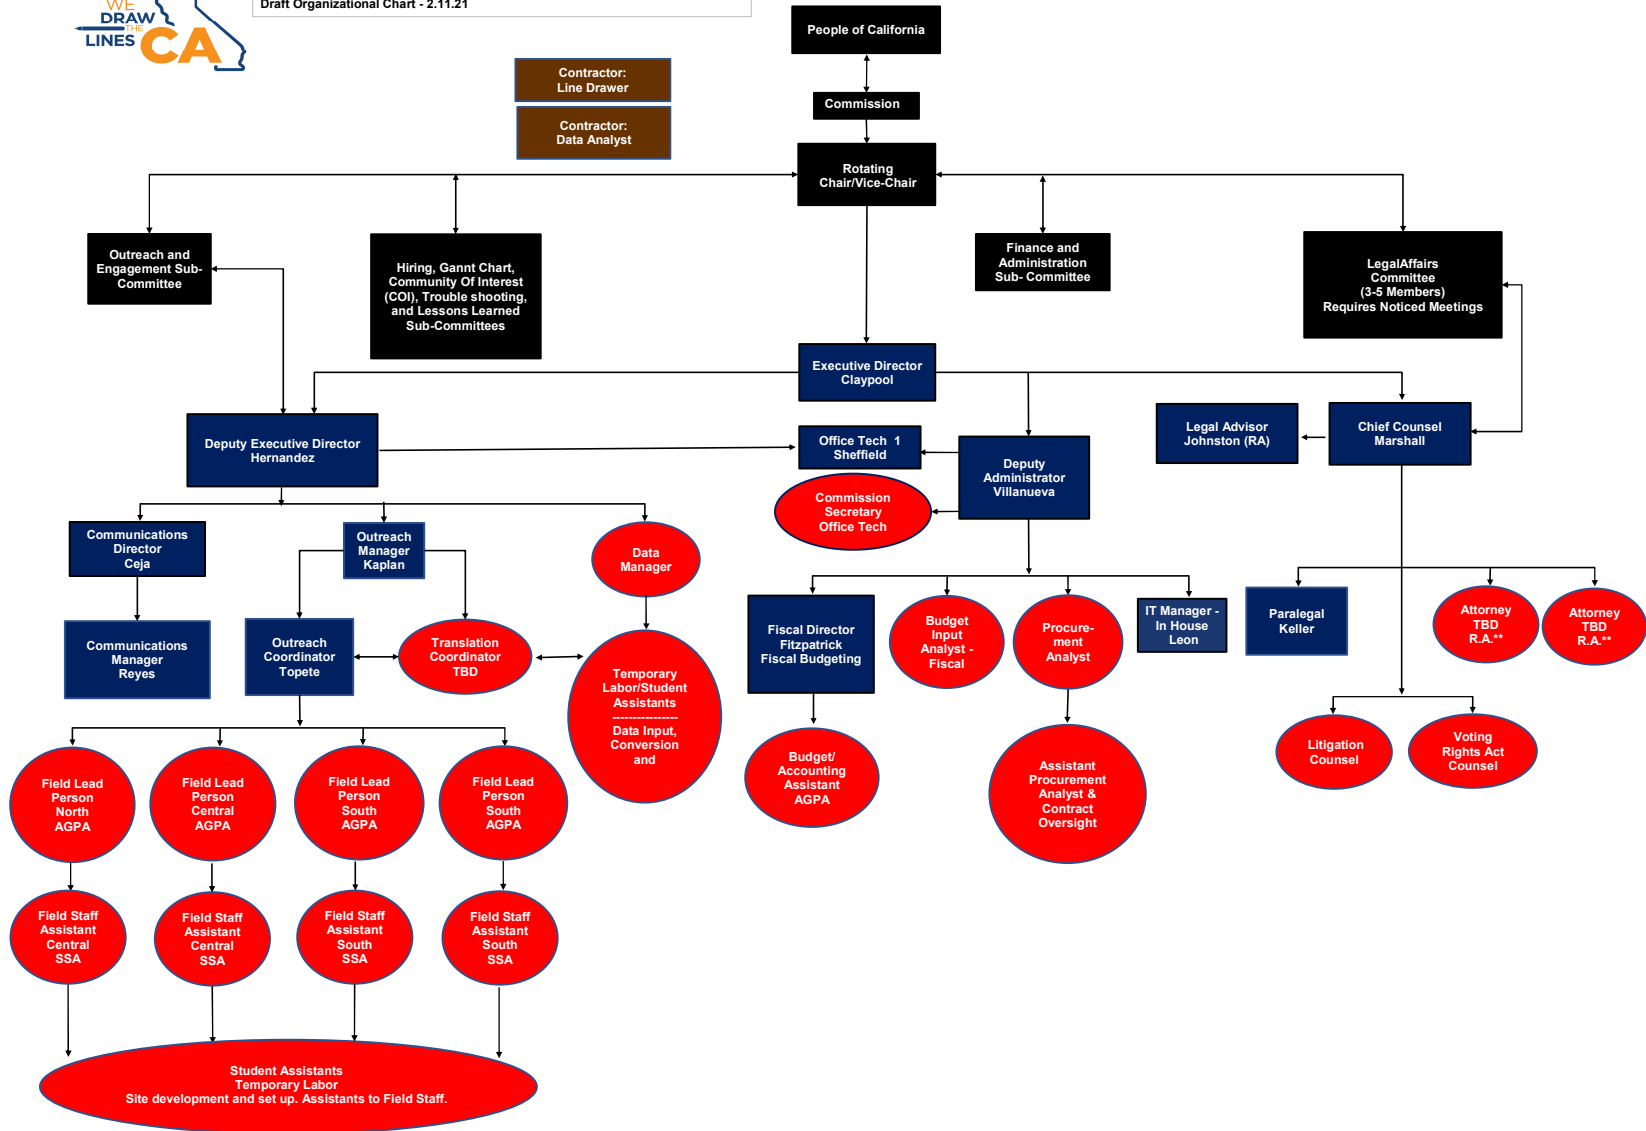 WE
DRAW
THE
LINES
CA
Draft Organizational Chart - 2.11.21
People of California
Contractor:
Line Drawer
Commission
Contractor:
Data Analyst
Rotating
Chair/Vice-Chair
Outreach and
Engagement Sub-
Committee
Hiring, Gannt Chart,
Community Of Interest
(COI), Trouble shooting,
and Lessons Learned
Sub-Committees
Finance and
Administration
Sub- Committee
LegalAffairs
Committee
(3-5 Members)
Requires Noticed Meetings
Executive Director
Claypool
Deputy Executive Director
Hernandez
Office Tech  1
Sheffield
Deputy
Administrator
Villanueva
Legal Advisor
Johnston (RA)
Chief Counsel
Marshall
Commission
Secretary
Office Tech
Communications
Director
Ceja
Outreach
Manager
Kaplan
Data
Manager
Communications
Manager
Reyes
Outreach
Coordinator
Topete
Translation
Coordinator
TBD
Temporary
Labor/Student
Assistants
----------------
Data Input,
Conversion
and
Fiscal Director
Fitzpatrick
Fiscal Budgeting
Budget
Input
Analyst -
Fiscal
Procure-
ment
Analyst
IT Manager -
In House
Leon
Paralegal
Keller
Attorney
TBD
R.A.**
Attorney
TBD
R.A.**
Litigation
Counsel
Voting
Rights Act
Counsel
Budget/
Accounting
Assistant
AGPA
Assistant
Procurement
Analyst &
Contract
Oversight
Field Lead
Person
North
AGPA
Field Lead
Person
Central
AGPA
Field Lead
Person
South
AGPA
Field Lead
Person
South
AGPA
Field Staff
Assistant
Central
SSA
Field Staff
Assistant
Central
SSA
Field Staff
Assistant
South
SSA
Field Staff
Assistant
South
SSA
Student Assistants
Temporary Labor
Site development and set up. Assistants to Field Staff.